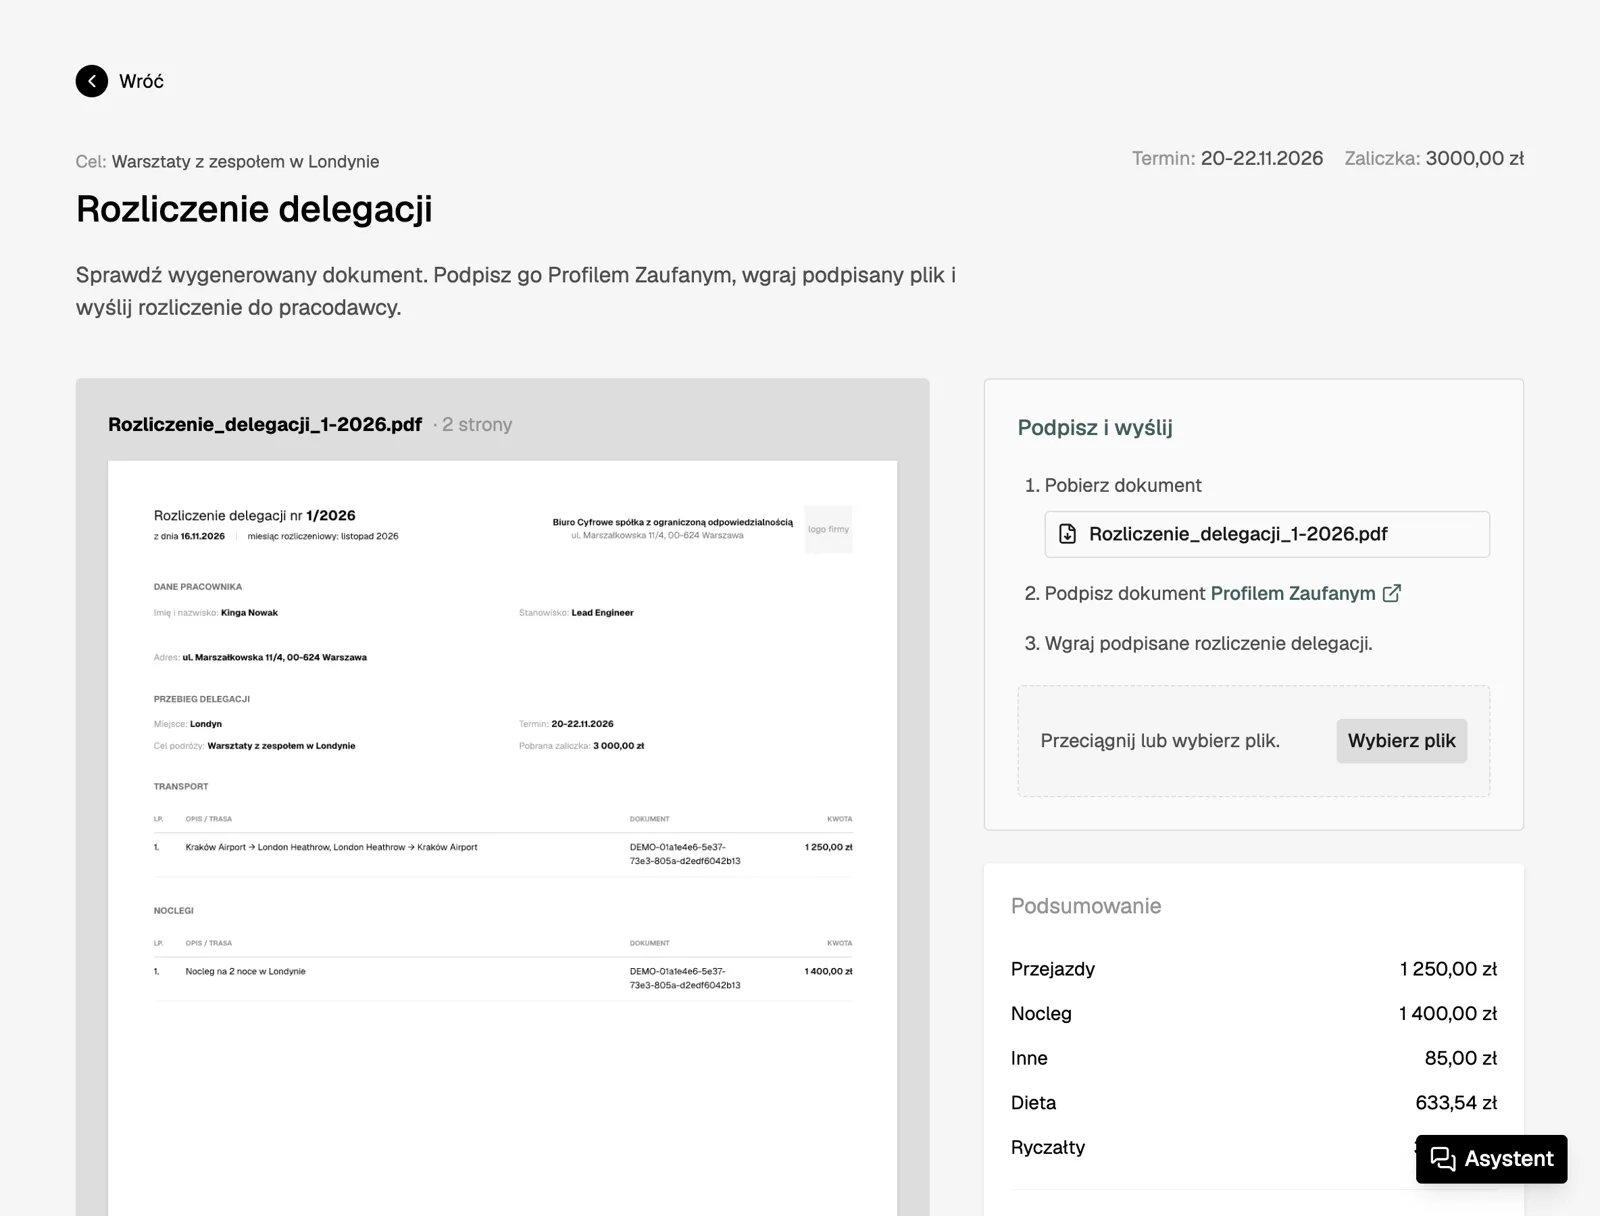 Wróć
Cel: Warsztaty z zespołem w Londynie
Termin: 20-22.11.2026 Zaliczka: 3000,00 zł
Rozliczenie delegacji
Sprawdź wygenerowany dokument. Podpisz go Profilem Zaufanym, wgraj podpisany plik i
wyślij rozliczenie do pracodawcy.
Rozliczenie_delegacji_1-2026.pdf · 2 strony
Rozliczenie delegacji nr 1/2026
z dnia 16.11.2026 | miesiąc rozliczeniowy: listopad 2026
Biuro Cyfrowe spółka z ograniczoną odpowiedzialnością
ul. Marszałkowska 11/4, 00-624 Warszawa
logo firmy
DANE PRACOWNIKA
Imię i nazwisko: Kinga Nowak
Stanowisko: Lead Engineer
Adres: ul. Marszałkowska 11/4, 00-624 Warszawa
PRZEBIEG DELEGACJI
Miejsce: Londyn
Termin: 20-22.11.2026
Cel podróży: Warsztaty z zespołem w Londynie
Pobrana zaliczka: 3 000,00 zł
TRANSPORT
LP. OPIS / TRASA DOKUMENT KWOTA
1. Kraków Airport → London Heathrow, London Heathrow → Kraków Airport DEMO-01a1e4e6-5e37- 1 250,00 zł
73e3-805a-d2edf6042b13
NOCLEGI
LP. OPIS / TRASA DOKUMENT KWOTA
1. Nocleg na 2 noce w Londynie DEMO-01a1e4e6-5e37- 1 400,00 zł
73e3-805a-d2edf6042b13
Podpisz i wyślij
1. Pobierz dokument
Rozliczenie_delegacji_1-2026.pdf
2. Podpisz dokument Profilem Zaufanym
3. Wgraj podpisane rozliczenie delegacji.
Przeciągnij lub wybierz plik.
Wybierz plik
Podsumowanie
Przejazdy 1 250,00 zł
Nocleg 1 400,00 zł
Inne 85,00 zł
Dieta 633,54 zł
Ryczałty
Asystent